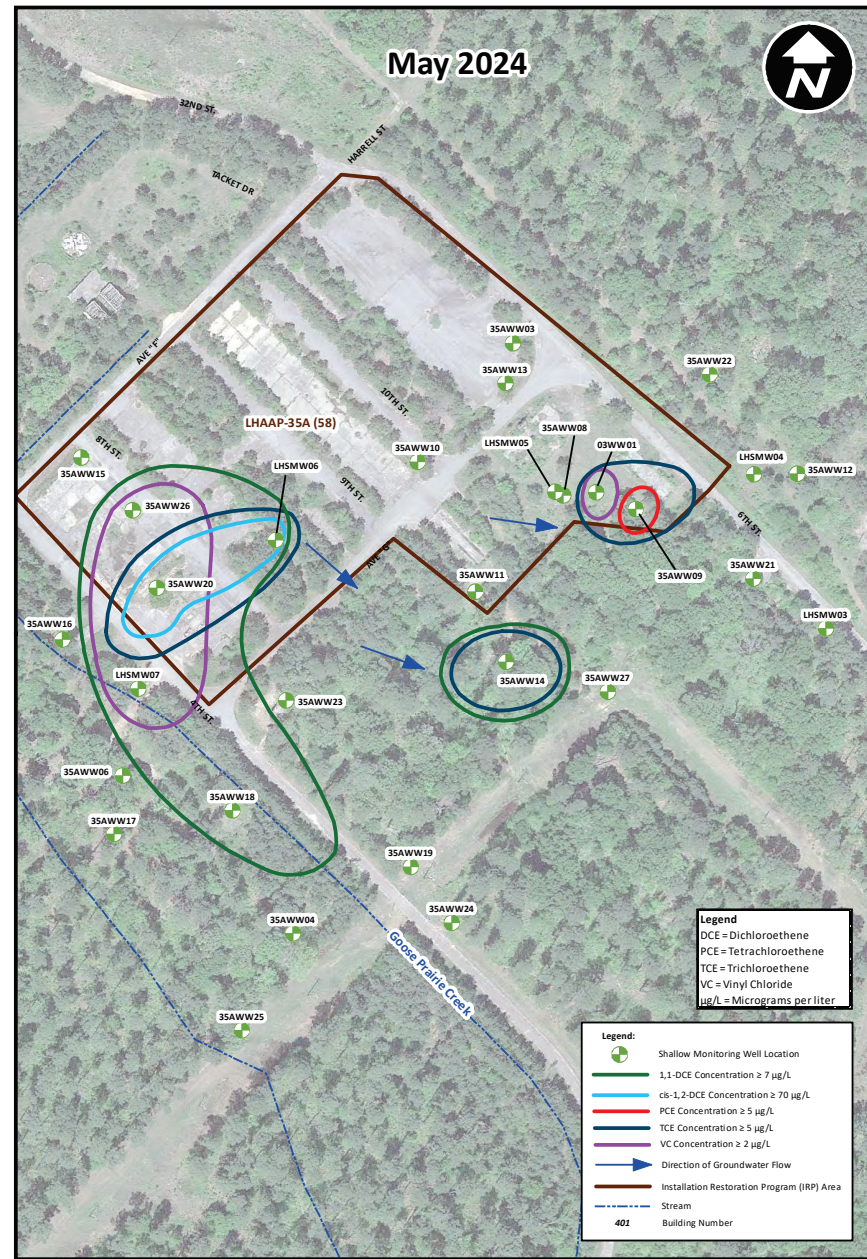 May 2024
N
32ND ST.
HARRELL ST
TACKET DR
AVE "F"
35AWW03
35AWW22
35AWW13
10TH ST.
LHAAP-35A (58)
35AWW08
8TH ST.
35AWW10
LHSMW05
03WW01
LHSMW04
35AWW15
LHSMW06
35AWW12
9TH ST.
35AWW26
6TH ST.
AVE "G"
35AWW09
35AWW21
35AWW20
35AWW11
35AWW16
LHSMW03
35AWW14
LHSMW07
35AWW27
4TH ST.
35AWW23
35AWW06
35AWW18
35AWW17
35AWW19
35AWW24
35AWW04
Goose Prairie Creek
35AWW25
Legend
DCE = Dichloroethene
PCE = Tetrachloroethene
TCE = Trichloroethene
VC = Vinyl Chloride
µg/L = Micrograms per liter
Legend:
Shallow Monitoring Well Location
1,1-DCE Concentration ≥ 7 µg/L
cis-1,2-DCE Concentration ≥ 70 µg/L
PCE Concentration ≥ 5 µg/L
TCE Concentration ≥ 5 µg/L
VC Concentration ≥ 2 µg/L
Direction of Groundwater Flow
Installation Restoration Program (IRP) Area
Stream
401 Building Number